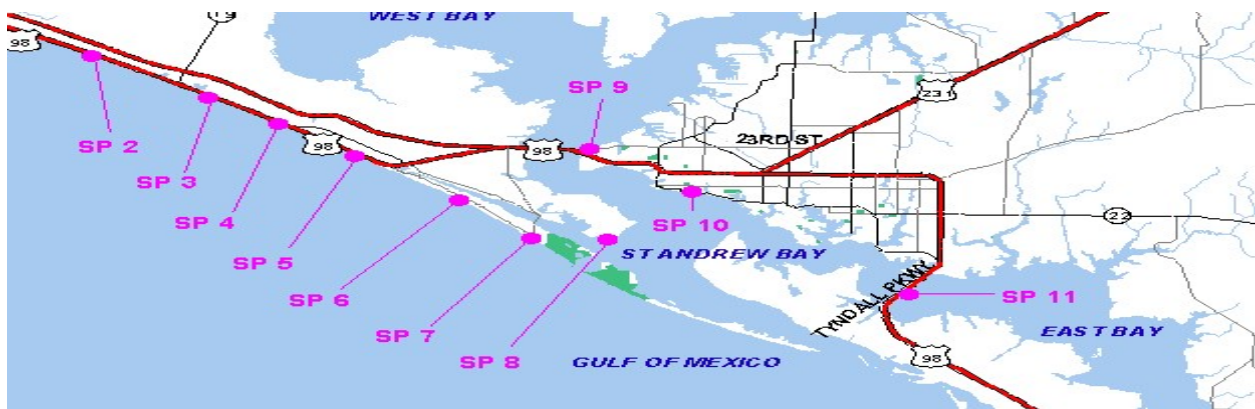 WEST BAY
19
98
SP 2
SP 9
231
23RD ST
98
98
SP 3
SP 4
SP 10
22
SP 5
ST ANDREW BAY
SP 6
TYNDALL PKWY
SP 11
SP 7
SP 8
EAST BAY
GULF OF MEXICO
98